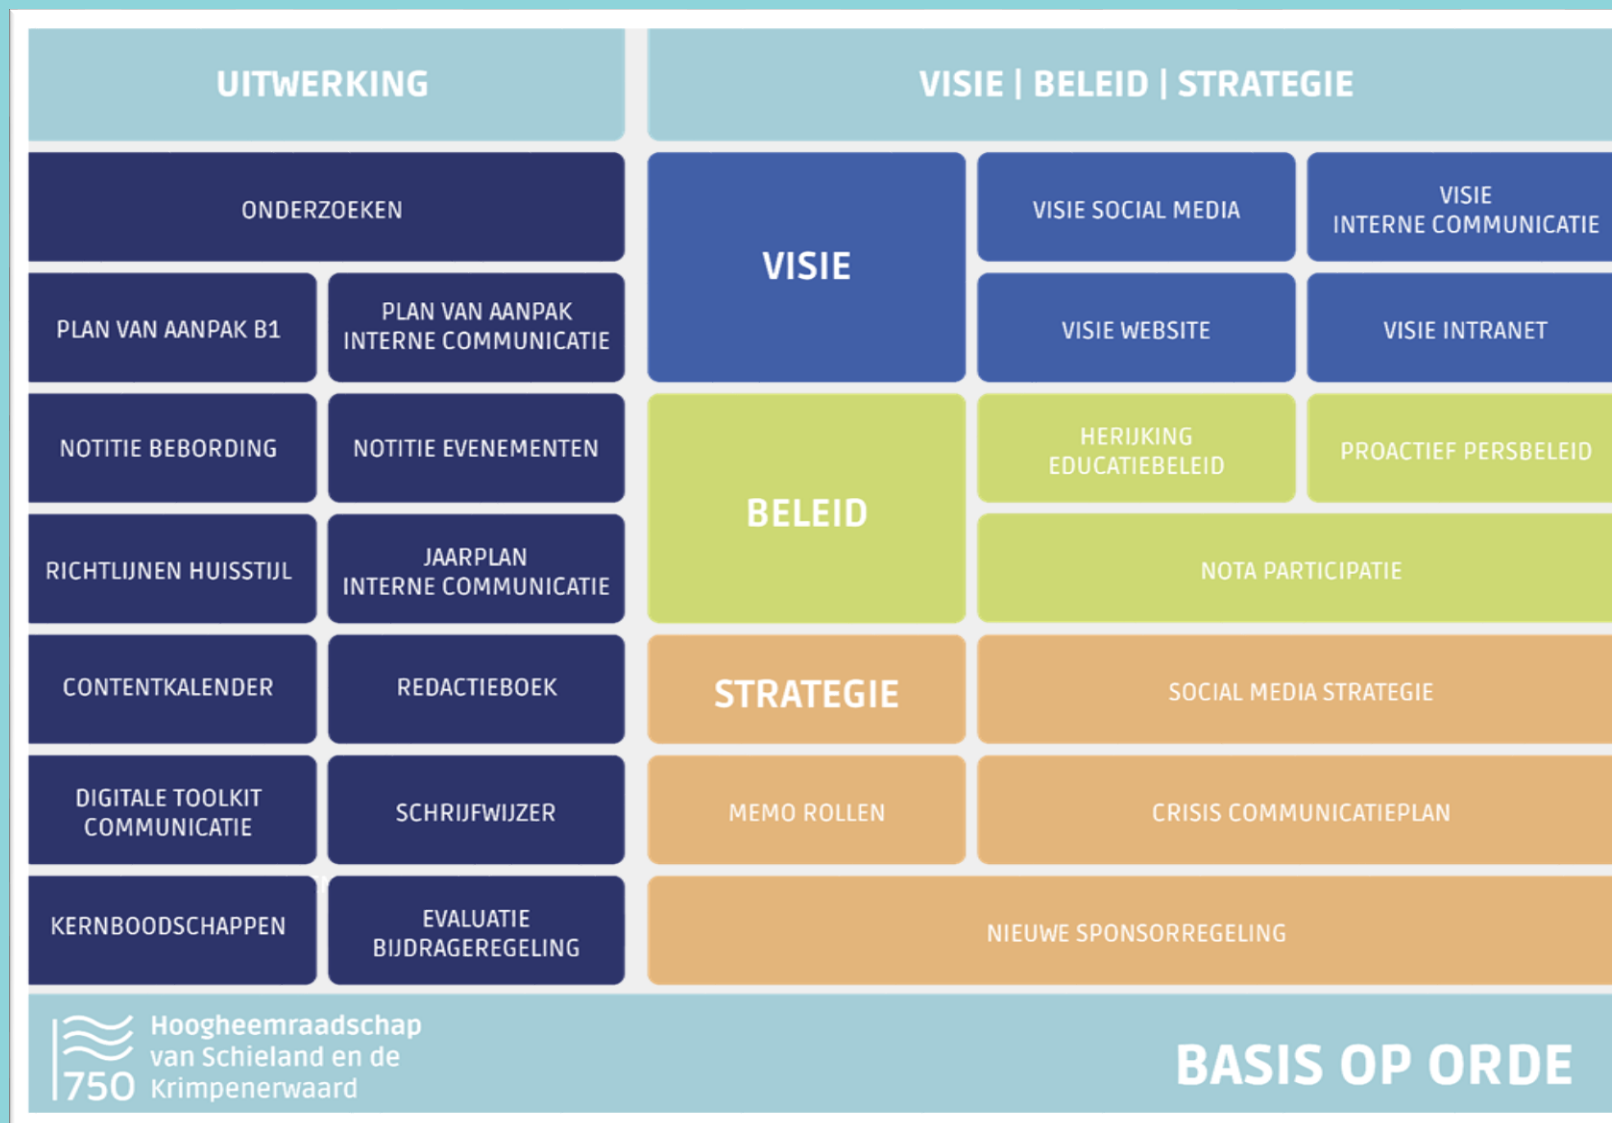 UITWERKING
VISIE | BELEID | STRATEGIE
ONDERZOEKEN
PLAN VAN AANPAK B1
PLAN VAN AANPAK
INTERNE COMMUNICATIE
NOTITIE BEBORDING
NOTITIE EVENEMENTEN
RICHTLIJNEN HUISSTIJL
JAARPLAN
INTERNE COMMUNICATIE
CONTENTKALENDER
REDACTIEBOEK
DIGITALE TOOLKIT
COMMUNICATIE
SCHRIJFWIJZER
KERNBOODSCHAPPEN
EVALUATIE
BIJDRAGEREGELING
VISIE
VISIE SOCIAL MEDIA
VISIE
INTERNE COMMUNICATIE
VISIE WEBSITE
VISIE INTRANET
BELEID
HERIJKING
EDUCATIEBELEID
PROACTIEF PERSBELEID
NOTA PARTICIPATIE
STRATEGIE
SOCIAL MEDIA STRATEGIE
MEMO ROLLEN
CRISIS COMMUNICATIEPLAN
NIEUWE SPONSORREGELING
750
Hoogheemraadschap
van Schieland en de
Krimpenerwaard
BASIS OP ORDE